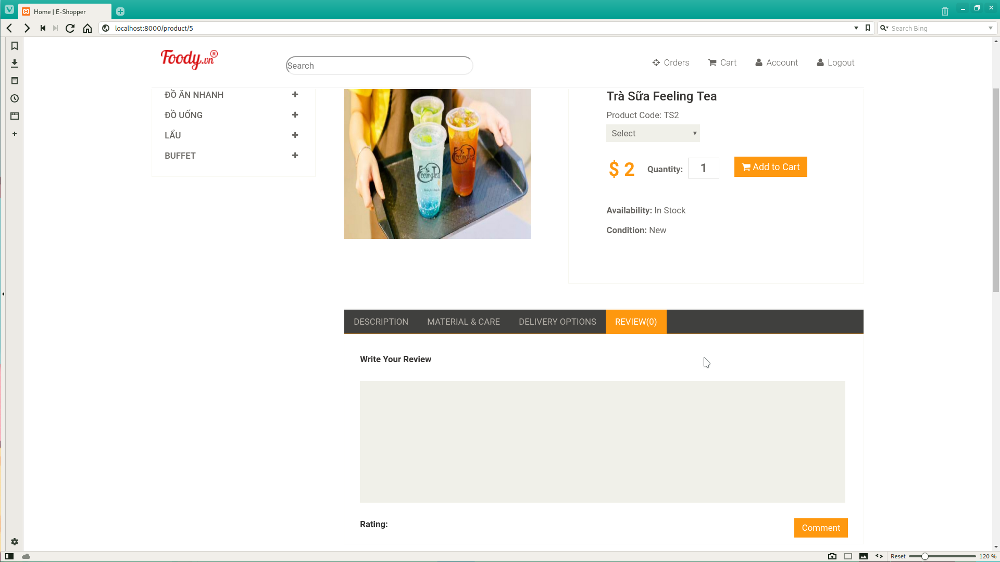 Home | E-Shopper
localhost:8000/product/5
Search Bing
Foody.vn®
Search
Orders
Cart
Account
Logout
ĐỒ ĂN NHANH
ĐỒ UỐNG
LẨU
BUFFET
FeelingTea
FeelingTea
Trà Sữa Feeling Tea
Product Code: TS2
Select
$ 2
Quantity: 1
Add to Cart
Availability: In Stock
Condition: New
DESCRIPTION
MATERIAL & CARE
DELIVERY OPTIONS
REVIEW(0)
Write Your Review
Rating:
Comment
Reset
120 %